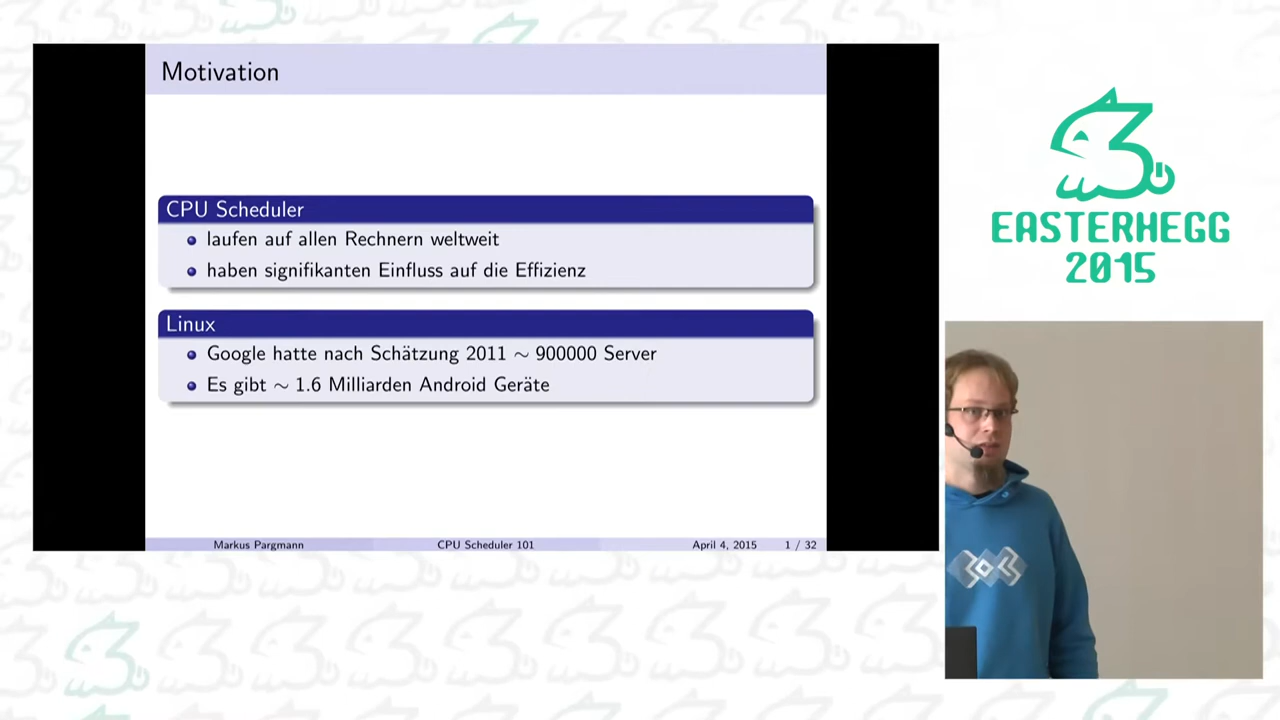 Motivation
CPU Scheduler
laufen auf allen Rechnern weltweit
haben signifikanten Einfluss auf die Effizienz
Linux
Google hatte nach Schätzung 2011 ∼ 900000 Server
Es gibt ∼ 1.6 Milliarden Android Geräte
Markus Pargmann CPU Scheduler 101 April 4, 2015 1 / 32
EASTERHEGG
2015